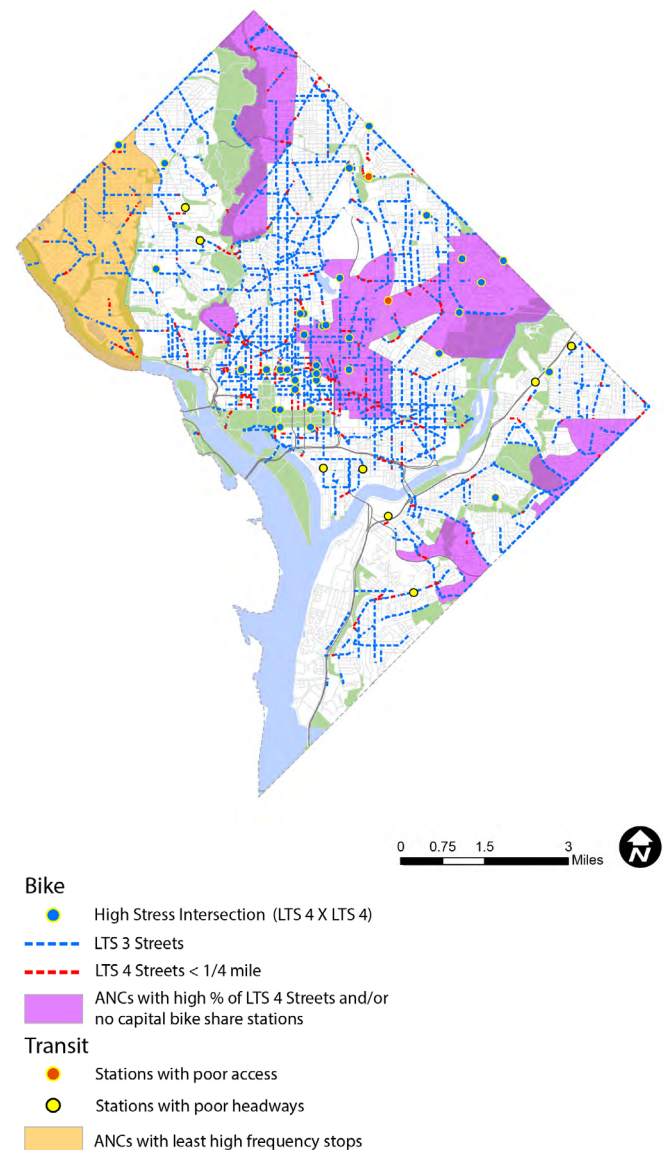 0 0.75 1.5 3
Miles
N
Bike
High Stress Intersection (LTS 4 X LTS 4)
LTS 3 Streets
LTS 4 Streets < 1/4 mile
ANCs with high % of LTS 4 Streets and/or
no capital bike share stations
Transit
Stations with poor access
Stations with poor headways
ANCs with least high frequency stops